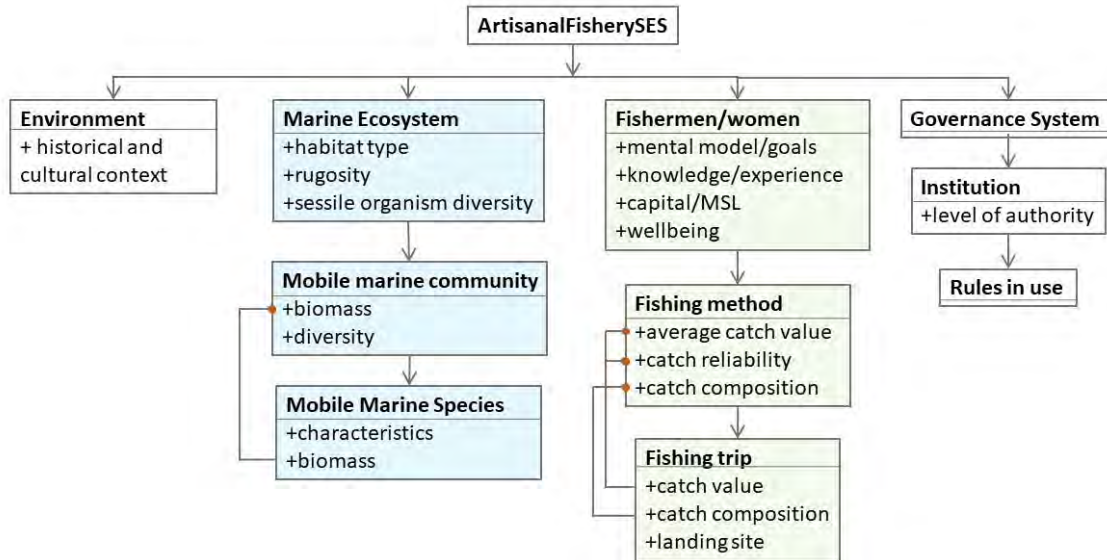 ArtisanalFisherySES
Environment
+ historical and
cultural context
Marine Ecosystem
+habitat type
+rugosity
+sessile organism diversity
Mobile marine community
+biomass
+diversity
Mobile Marine Species
+characteristics
+biomass
Fishermen/women
+mental model/goals
+knowledge/experience
+capital/MSL
+wellbeing
Fishing method
+average catch value
+catch reliability
+catch composition
Fishing trip
+catch value
+catch composition
+landing site
Governance System
Institution
+level of authority
Rules in use